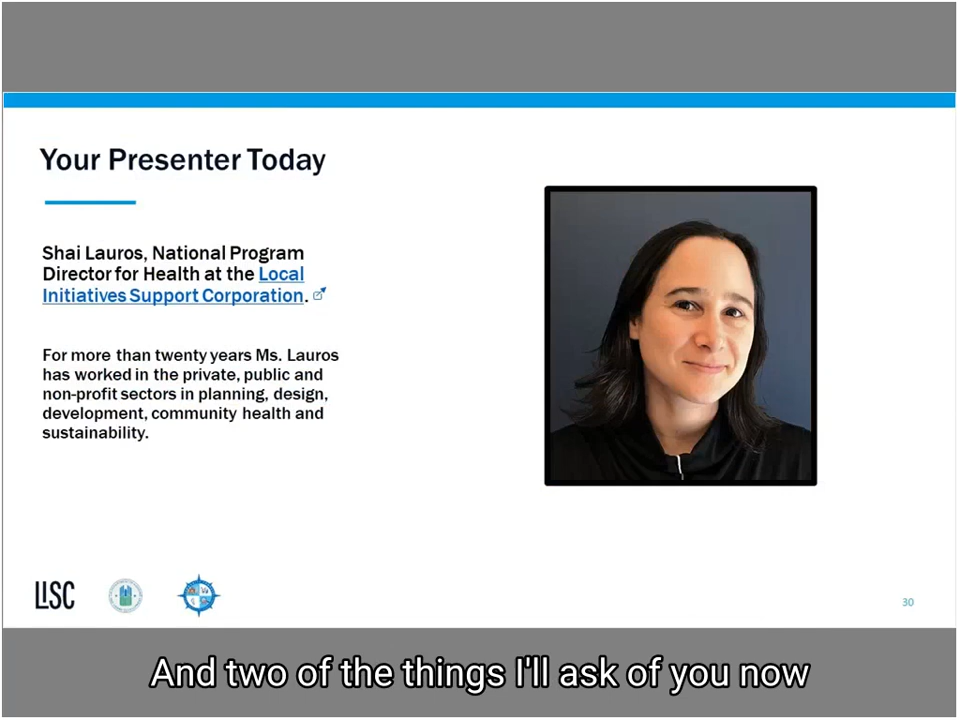 Your Presenter Today
Shai Lauros, National Program
Director for Health at the Local
Initiatives Support Corporation.
For more than twenty years Ms. Lauros
has worked in the private, public and
non-profit sectors in planning, design,
development, community health and
sustainability.
LISC
30
And two of the things I'll ask of you now